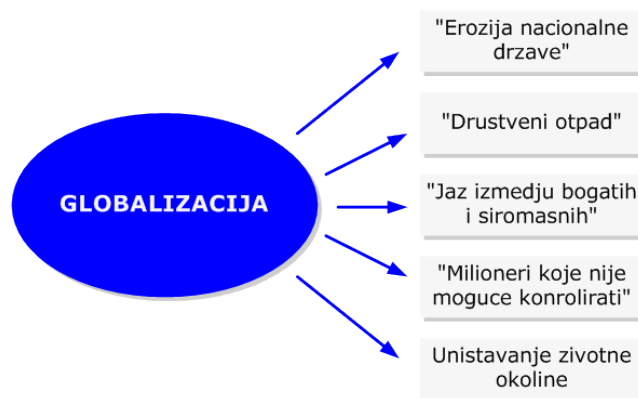 GLOBALIZACIJA
"Erozija nacionalne
drzave"
"Drustveni otpad"
"Jaz izmedju bogatih
i siromasnih"
"Milioneri koje nije
moguce konrolirati"
Unistavanje zivotne
okoline